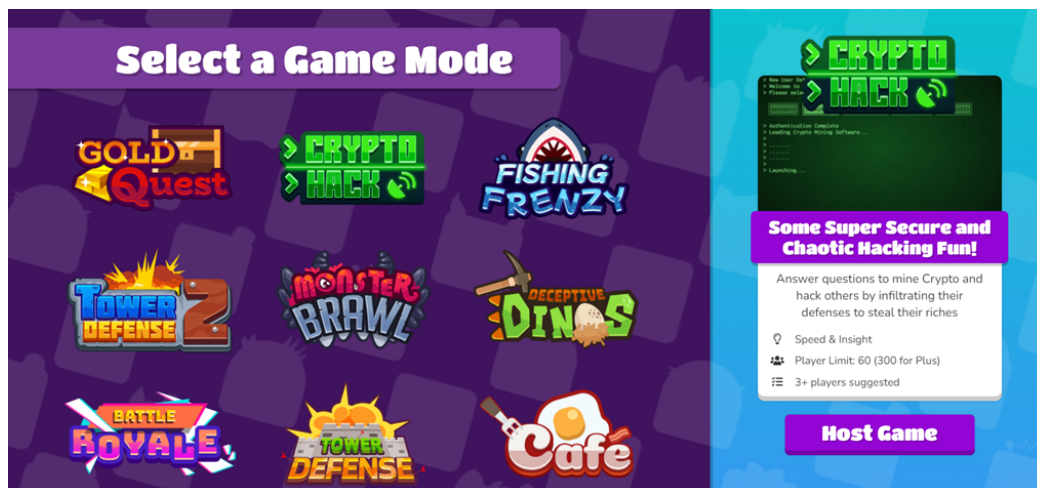 Select a Game Mode
GOLD
Quest
> CRYPTO
> HACK
FISHING
FRENZY
TOWER
DEFENSE 2
MONSTER
BRAWL
DECEPTIVE
DINOS
BATTLE
ROYALE
TOWER
DEFENSE
Café
> CRYPTO
> HACK
> New User De
> Welcome to
> Please sele
> Authentication Complete
> Loading Crypto Mining Software...
>
> .......
> .......
> .......
>
> Launching...
Some Super Secure and
Chaotic Hacking Fun!
Answer questions to mine Crypto and
hack others by infiltrating their
defenses to steal their riches
Speed & Insight
Player Limit: 60 (300 for Plus)
3+ players suggested
Host Game